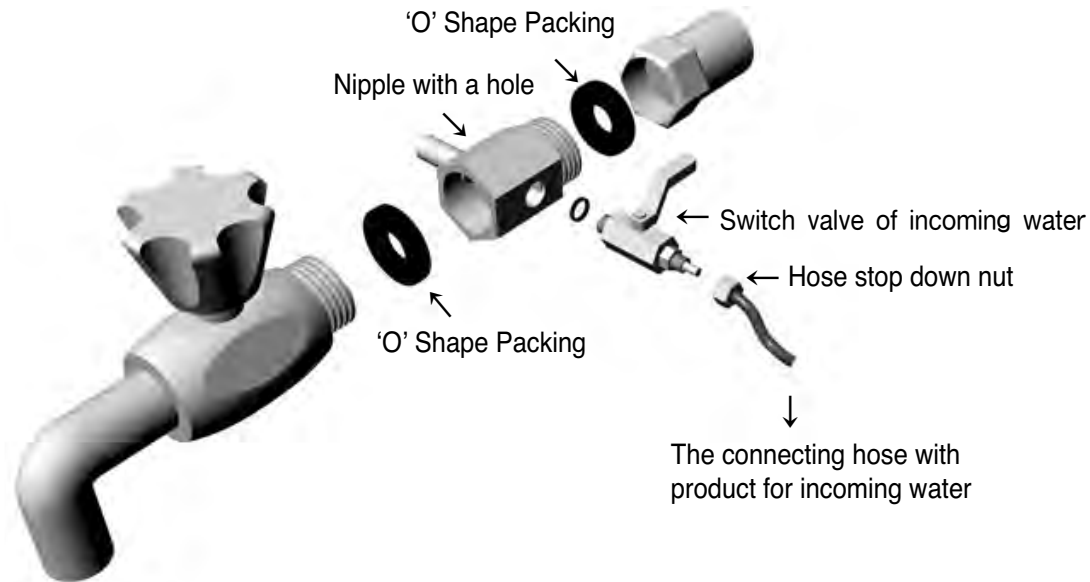 ‘O’ Shape Packing
Nipple with a hole
Switch valve of incoming water
Hose stop down nut
‘O’ Shape Packing
The connecting hose with
product for incoming water